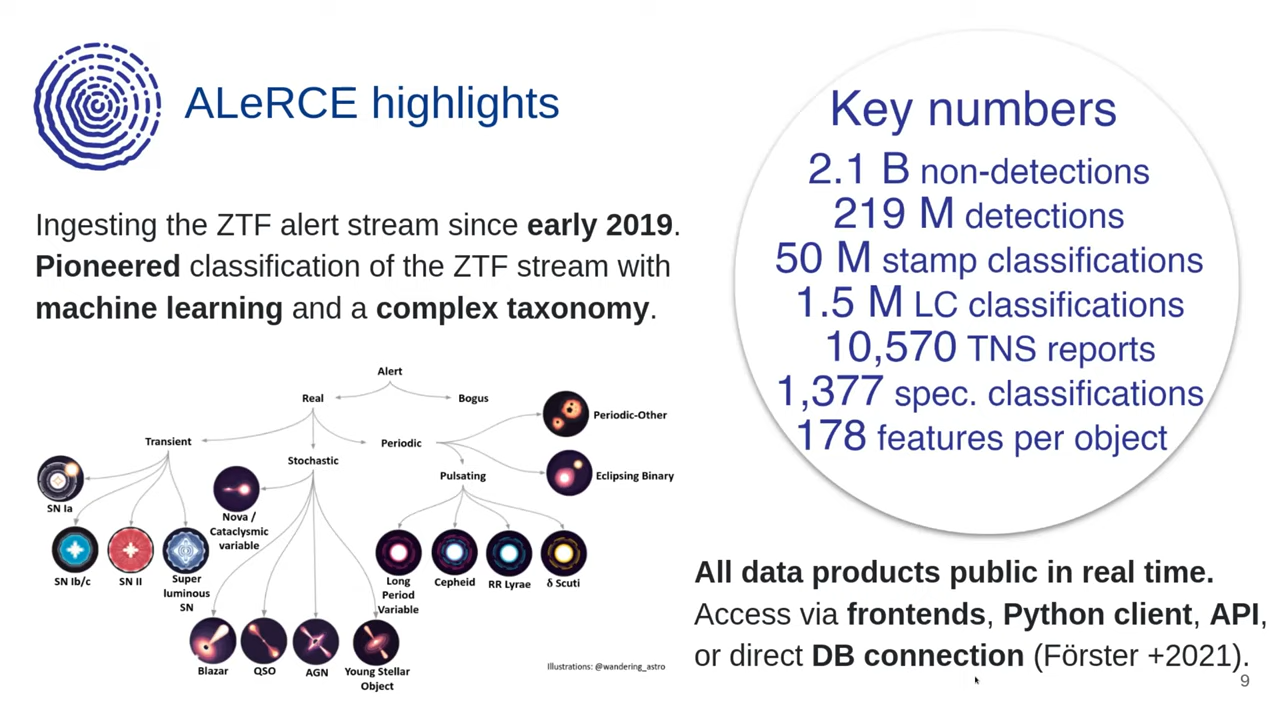 ALeRCE highlights
Ingesting the ZTF alert stream since early 2019.
Pioneered classification of the ZTF stream with
machine learning and a complex taxonomy.
Alert
Real
Bogus
Transient
Stochastic
Periodic
Periodic-Other
Eclipsing Binary
Pulsating
SN Ia
SN Ib/c
SN II
Super
luminous
SN
Nova /
Cataclysmic
variable
Long
Period
Variable
Cepheid
RR Lyrae
δ Scuti
Blazar
QSO
AGN
Young Stellar
Object
Illustrations: @wandering_astro
Key numbers
2.1 B non-detections
219 M detections
50 M stamp classifications
1.5 M LC classifications
10,570 TNS reports
1,377 spec. classifications
178 features per object
All data products public in real time.
Access via frontends, Python client, API,
or direct DB connection (Förster +2021).
9